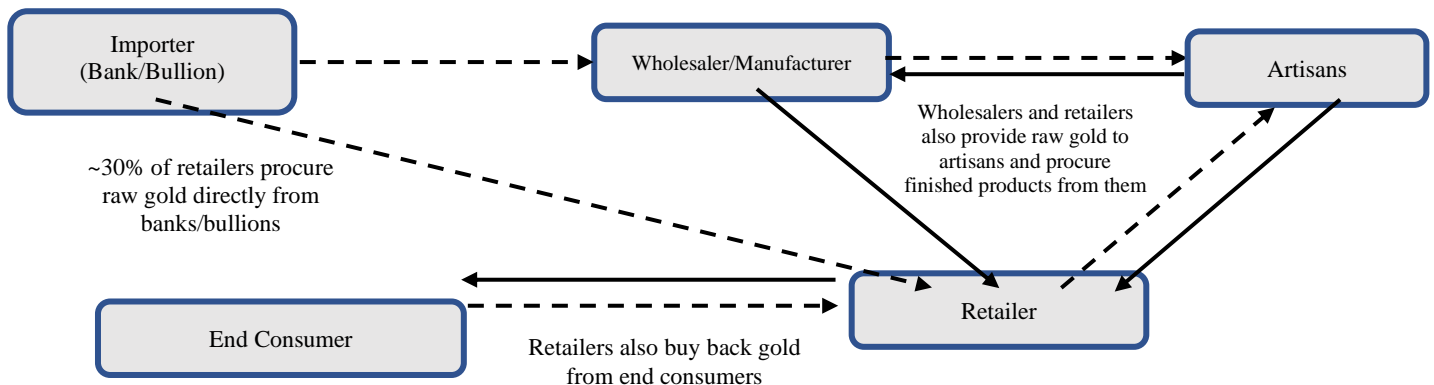 Importer
(Bank/Bullion)
Wholesaler/Manufacturer
Artisans
Wholesalers and retailers
also provide raw gold to
artisans and procure
finished products from them
~30% of retailers procure
raw gold directly from
banks/bullions
Retailer
End Consumer
Retailers also buy back gold
from end consumers